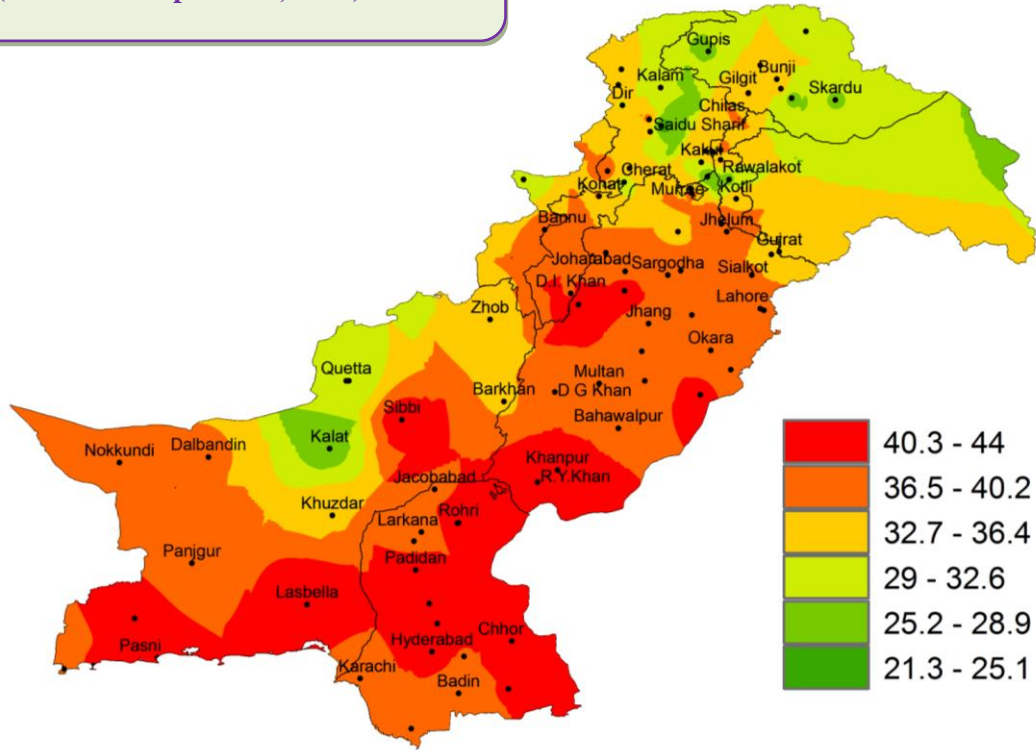 Gupis
Kalam
Gilgit
Bunji
Skardu
Dir
Chilas
Saidu Sharif
Kakul
Cherat
Rawalakot
Kohat
Kotli
Bannu
Jhelum
Gujrat
Joharabad
Sargodha
Sialkot
D.I. Khan
Lahore
Zhob
Jhang
Okara
Quetta
Multan
Barkhan
D G Khan
Sibbi
Bahawalpur
Kalat
Nokkundi
Dalbandin
Khanpur
Jacobabad
R.Y.Khan
Khuzdar
Rohri
Larkana
Panjgur
Padidan
Lasbella
Chhor
Hyderabad
Pasni
Karachi
Badin
40.3 - 44
36.5 - 40.2
32.7 - 36.4
29 - 32.6
25.2 - 28.9
21.3 - 25.1